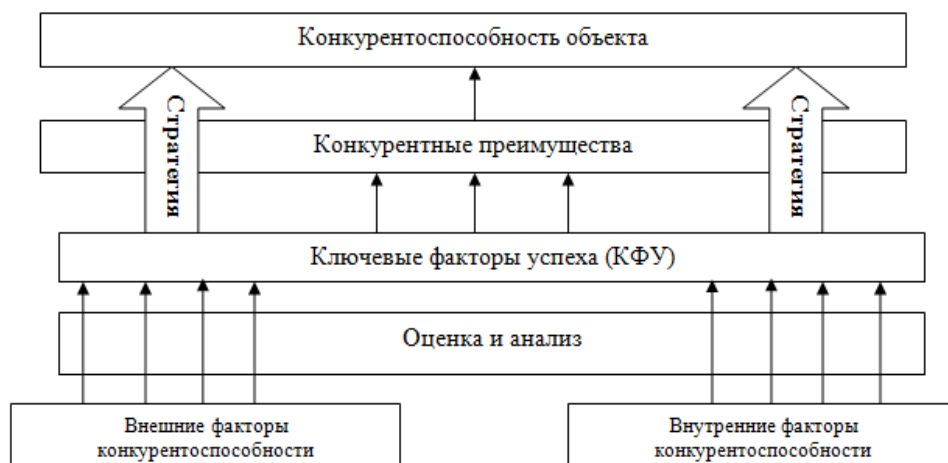 Конкурентоспособность объекта
Стратегия
Стратегия
Конкурентные преимущества
Ключевые факторы успеха (КФУ)
Оценка и анализ
Внешние факторы
конкурентоспособности
Внутренние факторы
конкурентоспособности